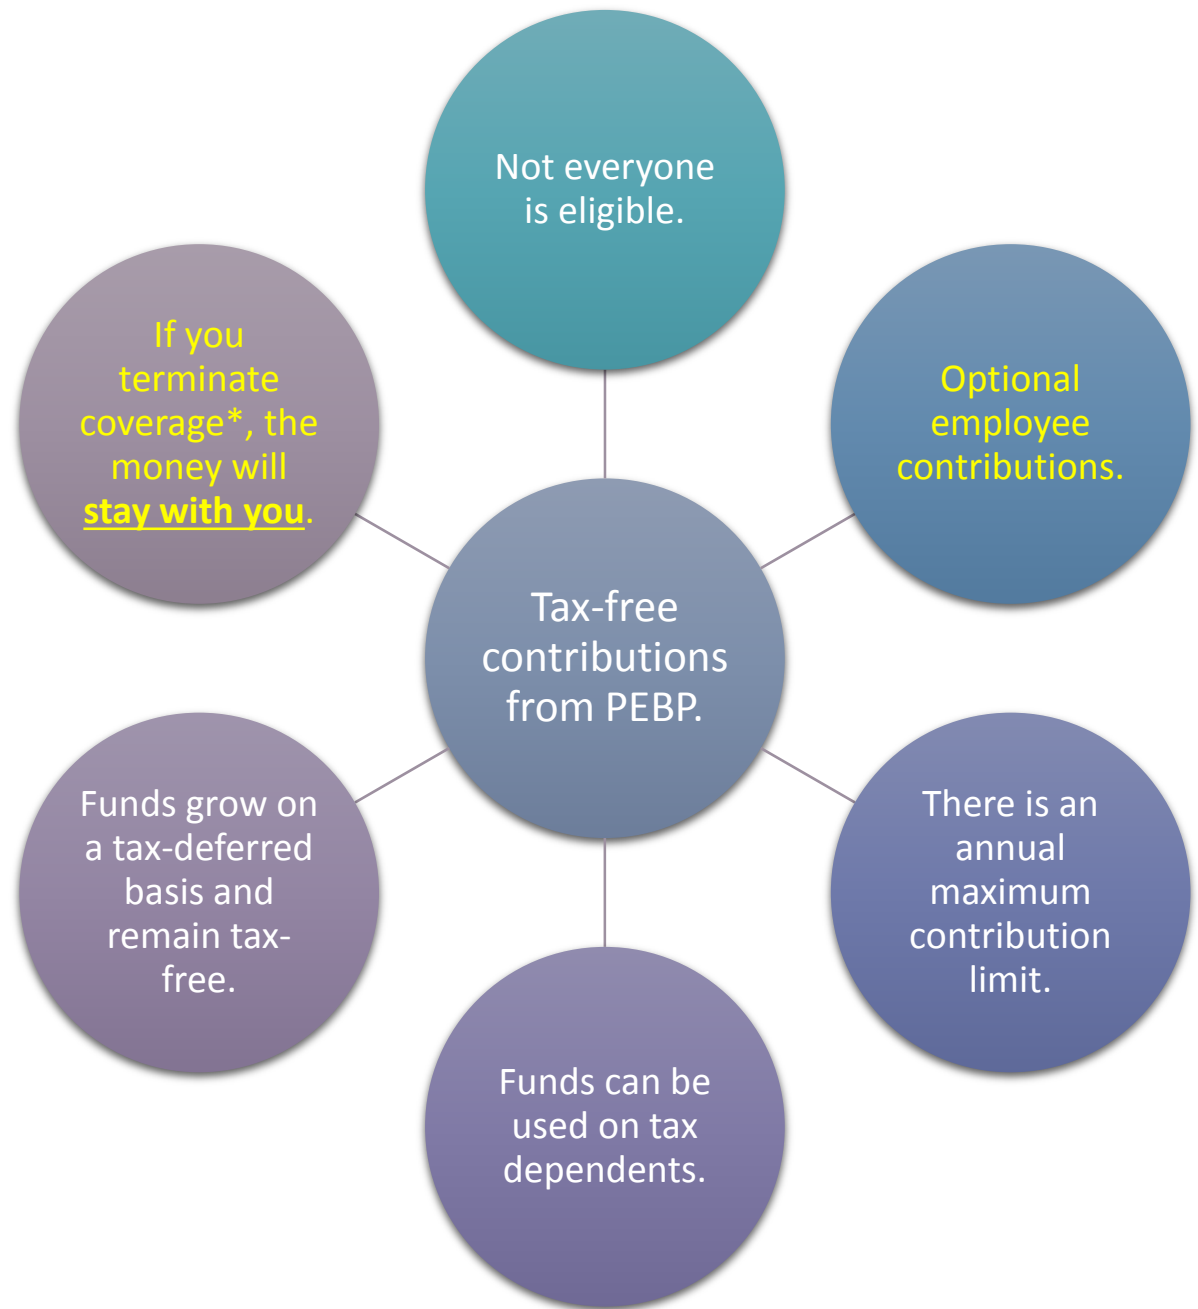 Not everyone
is eligible.
If you
terminate
coverage*, the
money will
stay with you.
Optional
employee
contributions.
Tax-free
contributions
from PEBP.
Funds grow on
a tax-deferred
basis and
remain tax-
free.
There is an
annual
maximum
contribution
limit.
Funds can be
used on tax
dependents.